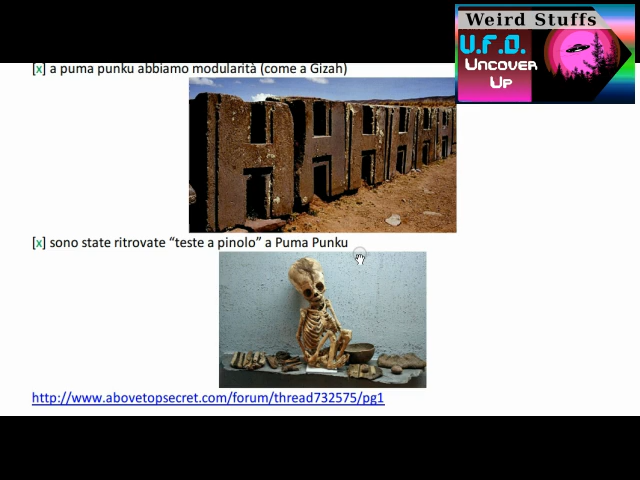 Weird Stuffs
U.F.O.
UNCOVER
UP
[x] a puma punku abbiamo modularità (come a Gizah)
[x] sono state ritrovate “teste a pinolo” a Puma Punku
http://www.abovetopsecret.com/forum/thread732575/pg1